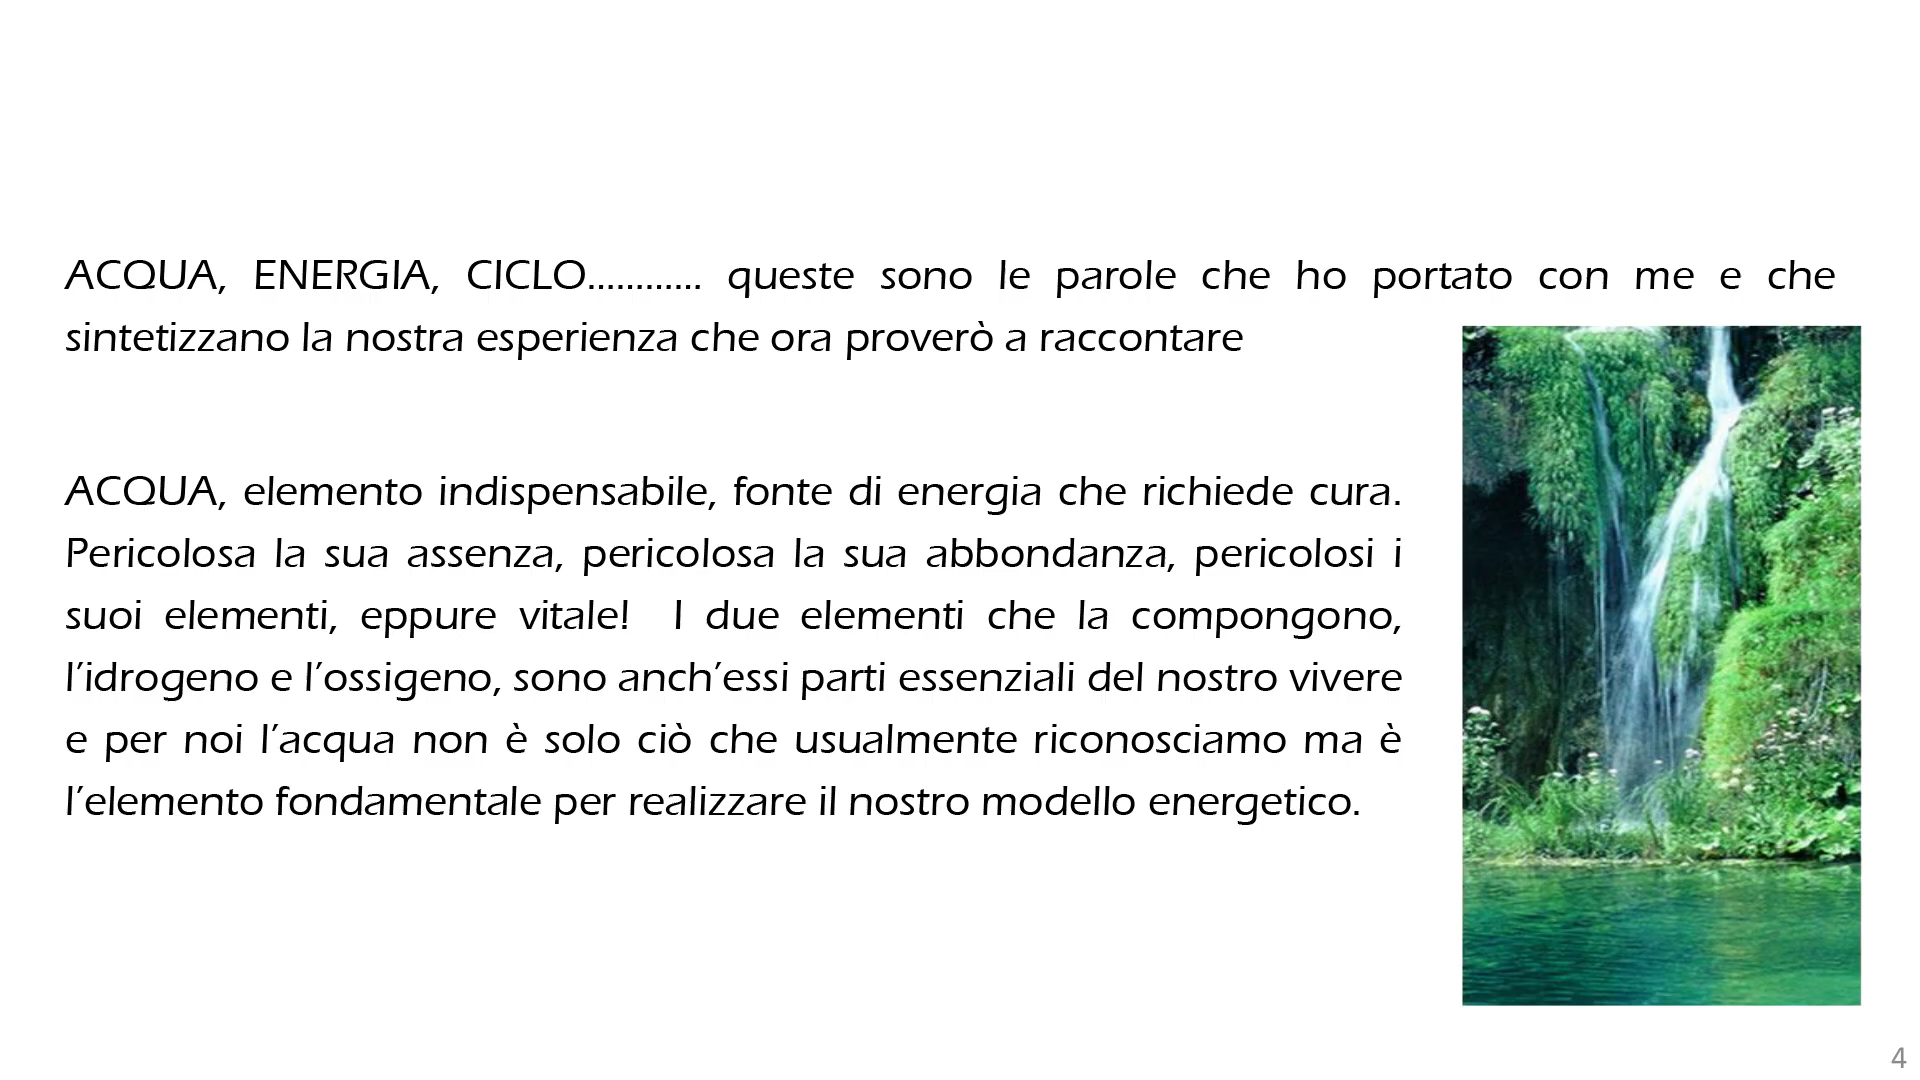 ACQUA, ENERGIA, CICLO………… queste sono le parole che ho portato con me e che
sintetizzano la nostra esperienza che ora proverò a raccontare
ACQUA, elemento indispensabile, fonte di energia che richiede cura.
Pericolosa la sua assenza, pericolosa la sua abbondanza, pericolosi i
suoi elementi, eppure vitale!  I due elementi che la compongono,
l’idrogeno e l’ossigeno, sono anch’essi parti essenziali del nostro vivere
e per noi l’acqua non è solo ciò che usualmente riconosciamo ma è
l’elemento fondamentale per realizzare il nostro modello energetico.
4